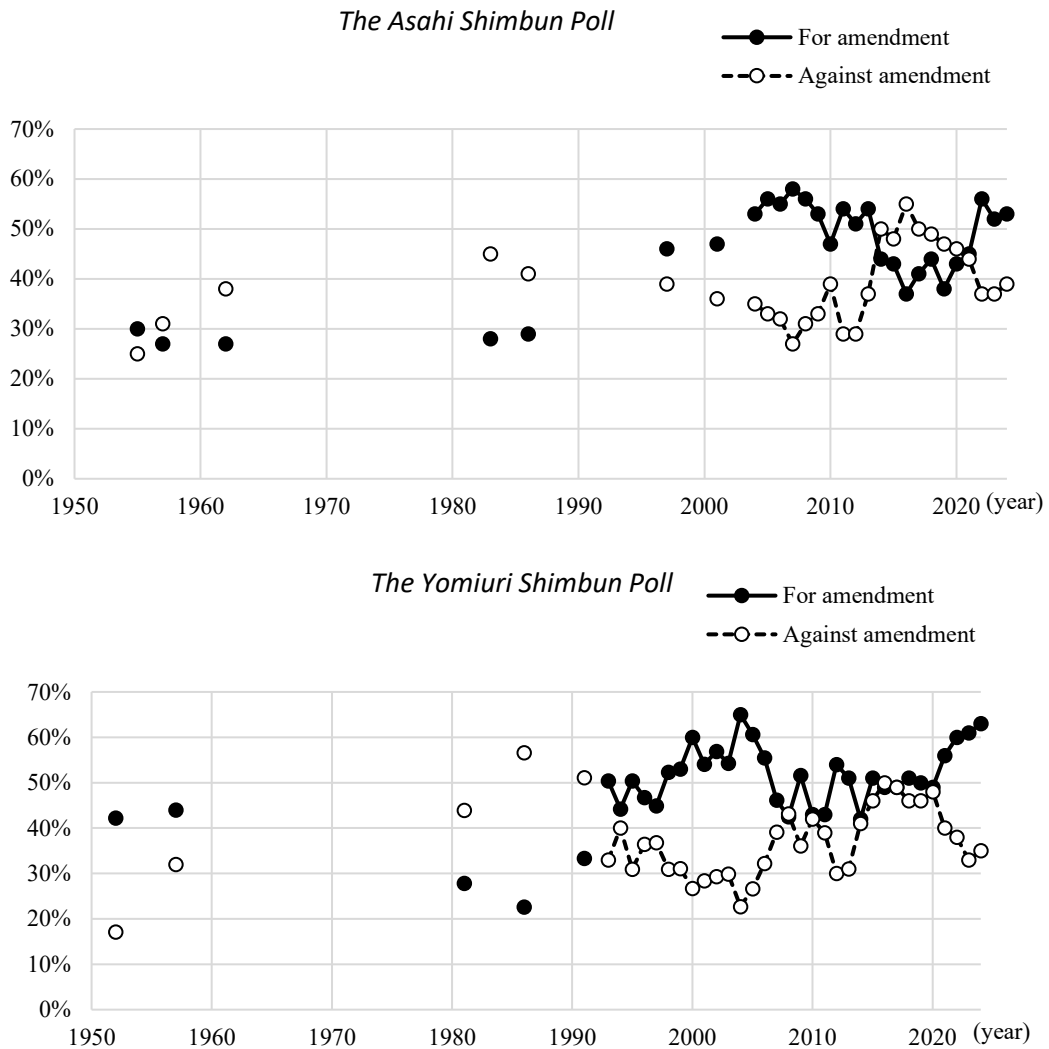 The Asahi Shimbun Poll
For amendment
Against amendment
70%
60%
50%
40%
30%
20%
10%
0%
1950 1960 1970 1980 1990 2000 2010 2020 (year)
The Yomiuri Shimbun Poll
For amendment
Against amendment
70%
60%
50%
40%
30%
20%
10%
0%
1950 1960 1970 1980 1990 2000 2010 2020 (year)